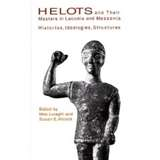 HELOTS and Their
Masters in Laconia and Messenia
Histories, Ideologies, Structures
Edited by
Nino Luraghi and
Susan E. Alcock